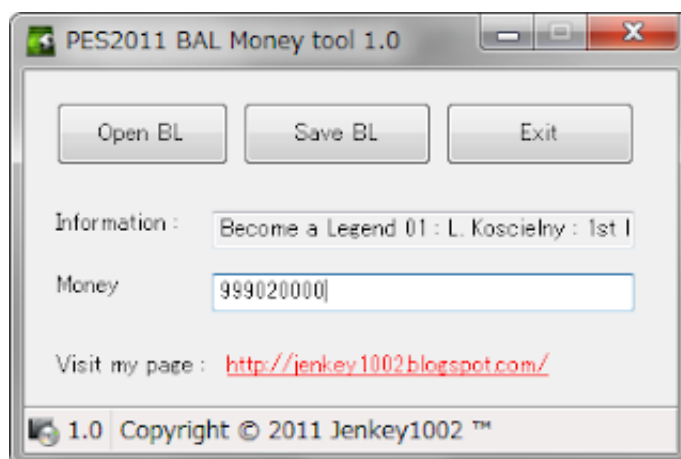 PES2011 BAL Money tool 1.0
Open BL Save BL Exit
Information : Become a Legend 01 : L. Koscielny : 1st
Money 999020000
Visit my page : http://jenkey1002.blogspot.com/
1.0 Copyright © 2011 Jenkey1002 ™